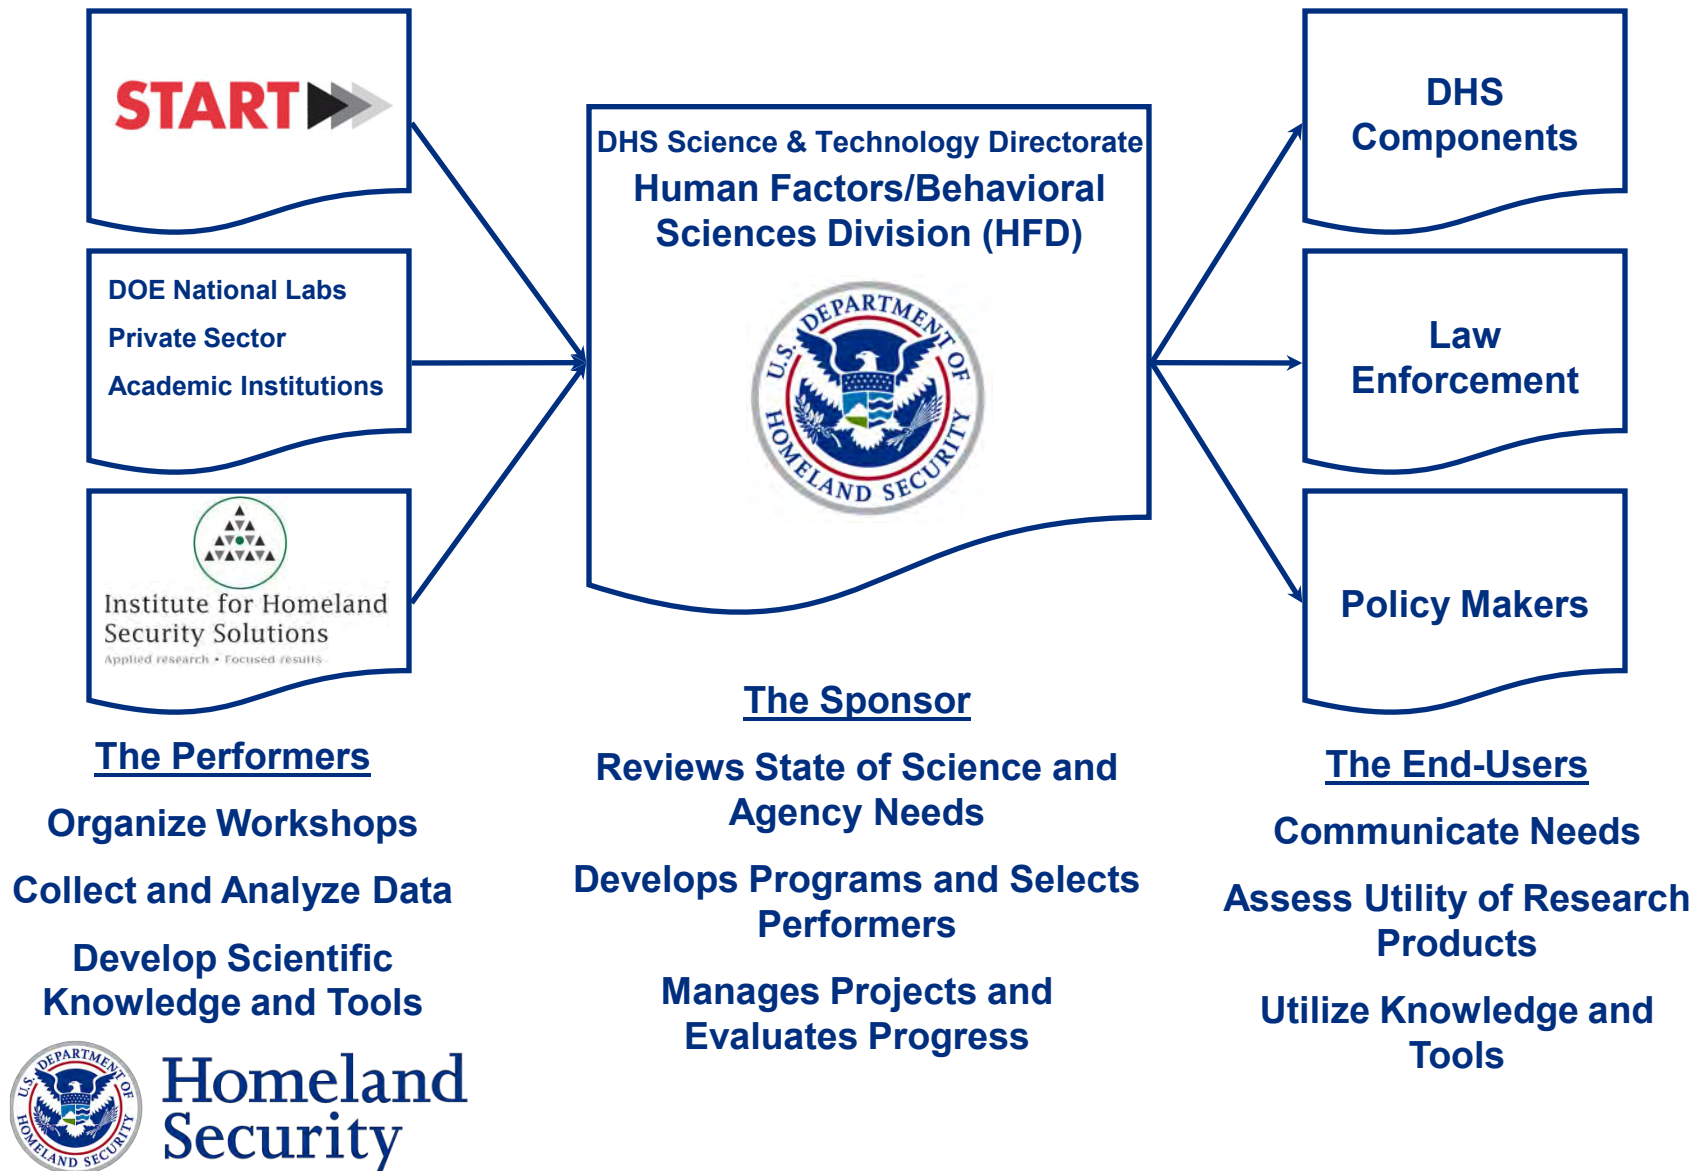 START
DOE National Labs
Private Sector
Academic Institutions
Institute for Homeland
Security Solutions
Applied research • Focused results
The Performers
Organize Workshops
Collect and Analyze Data
Develop Scientific
Knowledge and Tools
DHS Science & Technology Directorate
Human Factors/Behavioral
Sciences Division (HFD)
U.S. DEPARTMENT OF
HOMELAND SECURITY
The Sponsor
Reviews State of Science and
Agency Needs
Develops Programs and Selects
Performers
Manages Projects and
Evaluates Progress
DHS
Components
Law
Enforcement
Policy Makers
The End-Users
Communicate Needs
Assess Utility of Research
Products
Utilize Knowledge and
Tools
U.S. DEPARTMENT OF
HOMELAND SECURITY
Homeland
Security